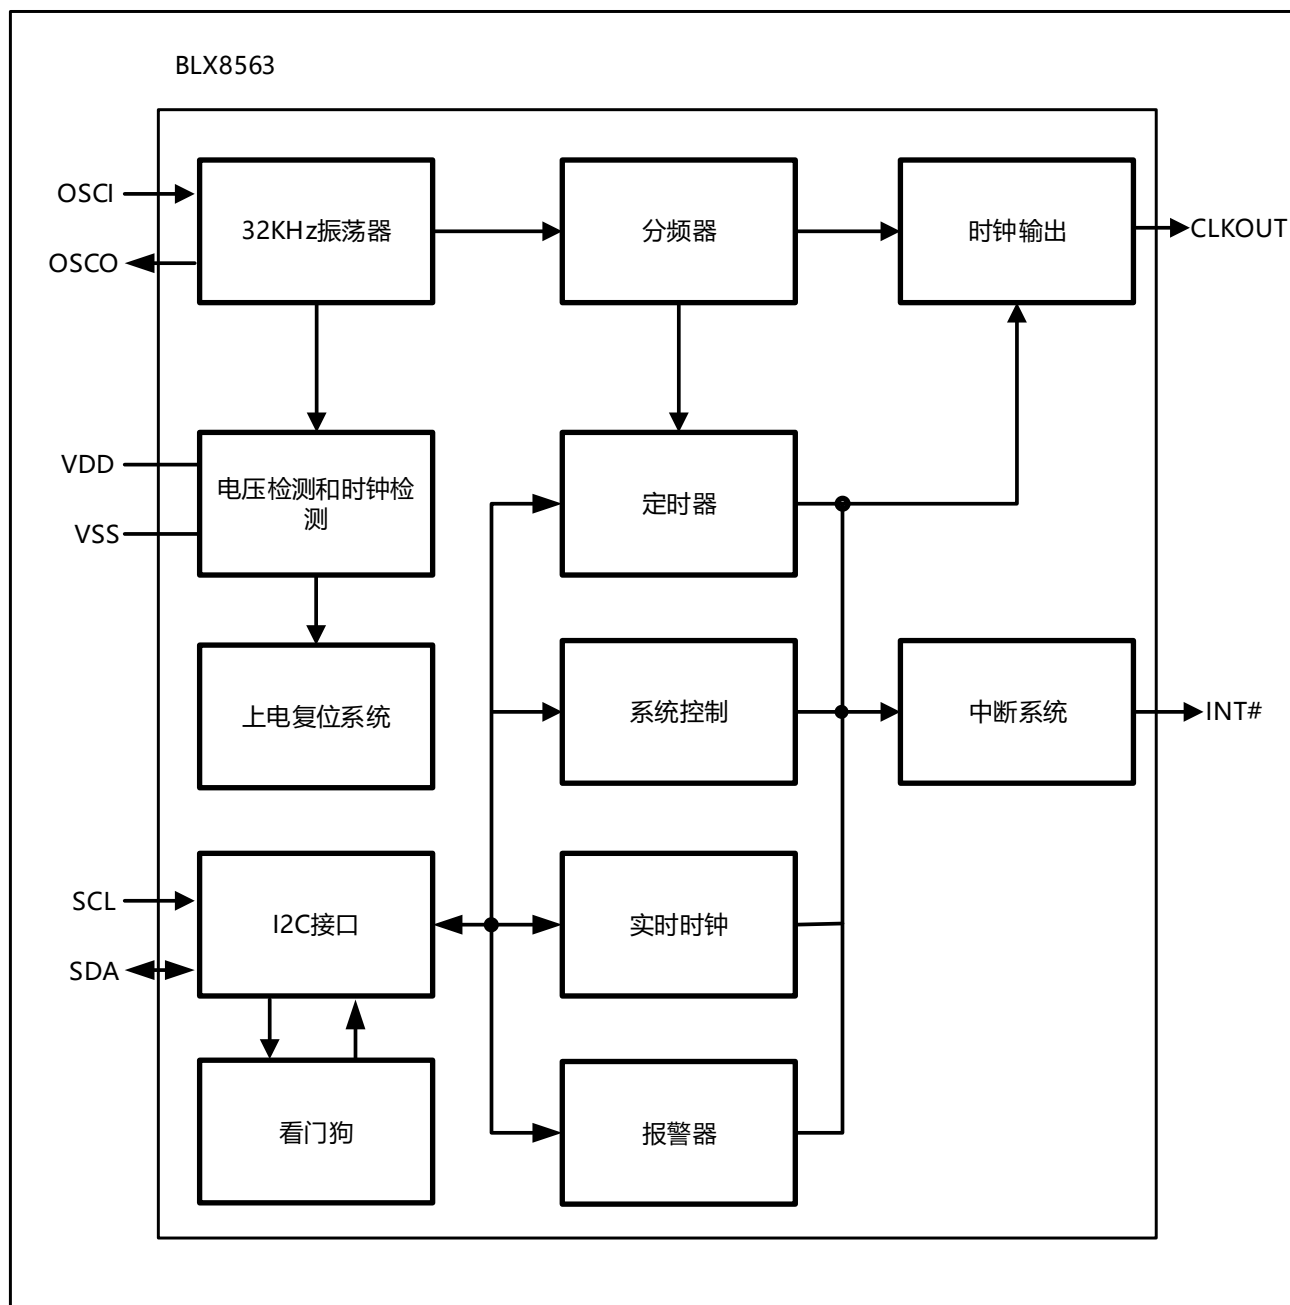 BLX8563
OSCI
32KHz振荡器
分频器
时钟输出
CLKOUT
OSCO
VDD
电压检测和时钟检
测
定时器
VSS
上电复位系统
系统控制
中断系统
INT#
SCL
I2C接口
实时时钟
SDA
看门狗
报警器